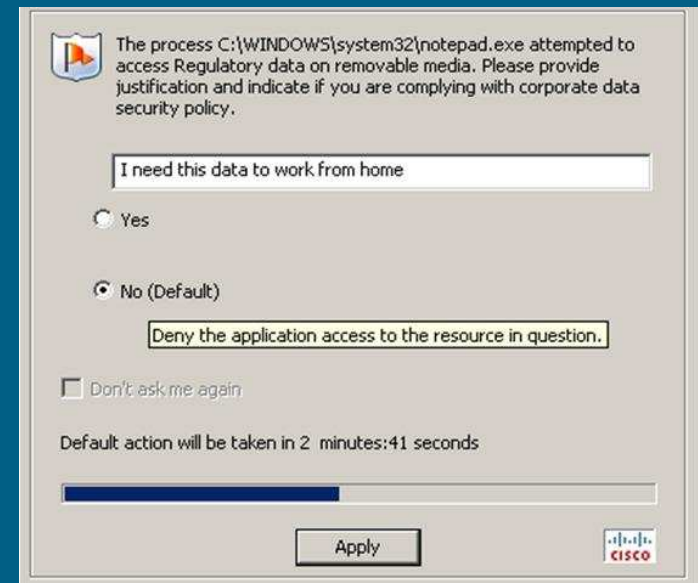 The process C:\WINDOWS\system32\notepad.exe attempted to
access Regulatory data on removable media. Please provide
justification and indicate if you are complying with corporate data
security policy.
I need this data to work from home
Yes
No (Default)
Deny the application access to the resource in question.
Don't ask me again
Default action will be taken in 2 minutes:41 seconds
Apply
CISCO